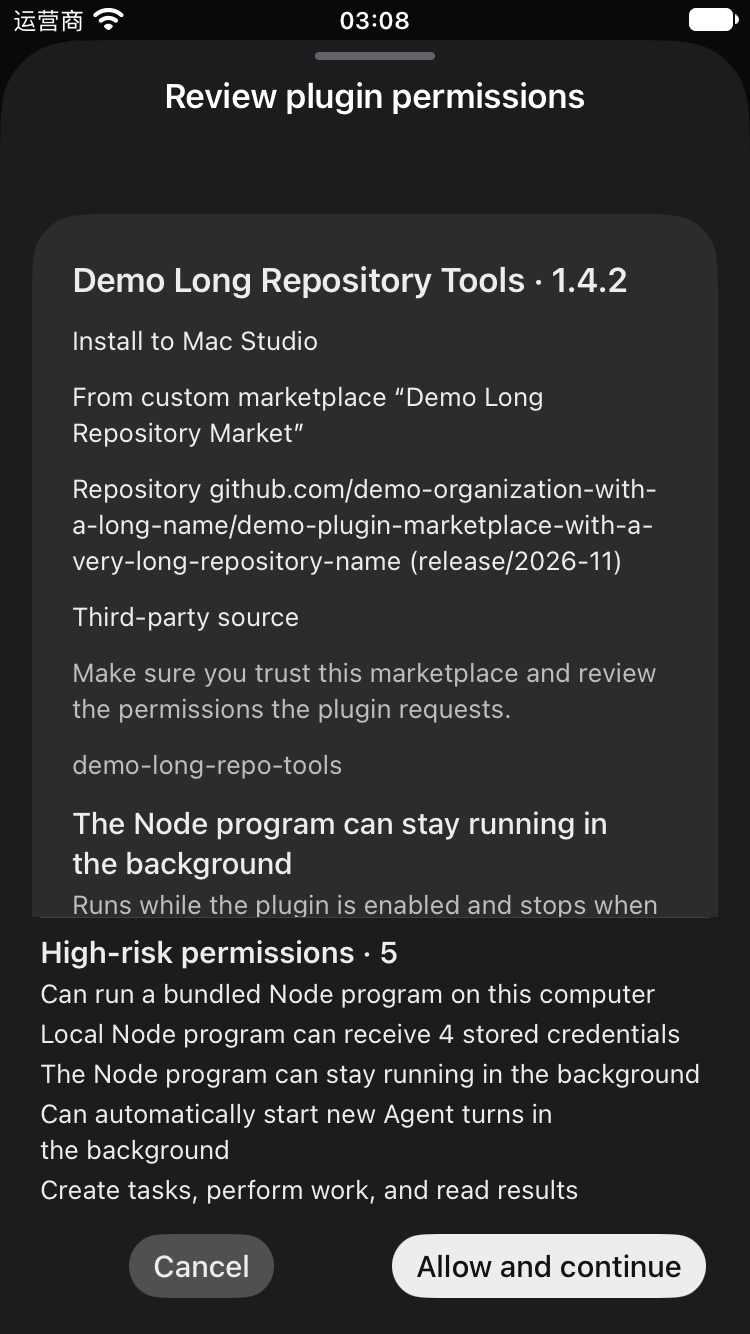 运营商
03:08
Review plugin permissions
Demo Long Repository Tools · 1.4.2
Install to Mac Studio
From custom marketplace “Demo Long
Repository Market”
Repository github.com/demo-organization-with-
a-long-name/demo-plugin-marketplace-with-a-
very-long-repository-name (release/2026-11)
Third-party source
Make sure you trust this marketplace and review
the permissions the plugin requests.
demo-long-repo-tools
The Node program can stay running in
the background
Runs while the plugin is enabled and stops when
High-risk permissions · 5
Can run a bundled Node program on this computer
Local Node program can receive 4 stored credentials
The Node program can stay running in the background
Can automatically start new Agent turns in
the background
Create tasks, perform work, and read results
Cancel
Allow and continue